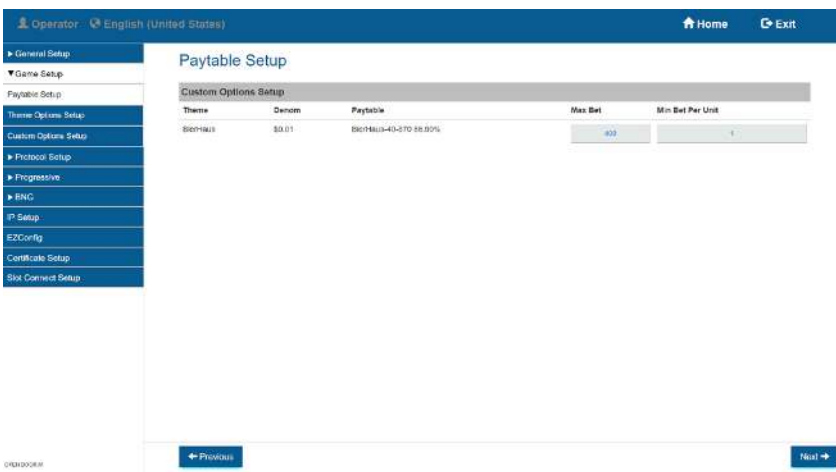 Operator English (United States) Home Exit
General Setup
Game Setup
Paytable Setup
Theme Options Setup
Custom Options Setup
Protocol Setup
Progressive
BNG
IP Setup
EZConfig
Certificate Setup
Slot Connect Setup
Paytable Setup
Custom Options Setup
Theme Denom Paytable Max Bet Min Bet Per Unit
BierHaus $0.01 400 1
Previous Next